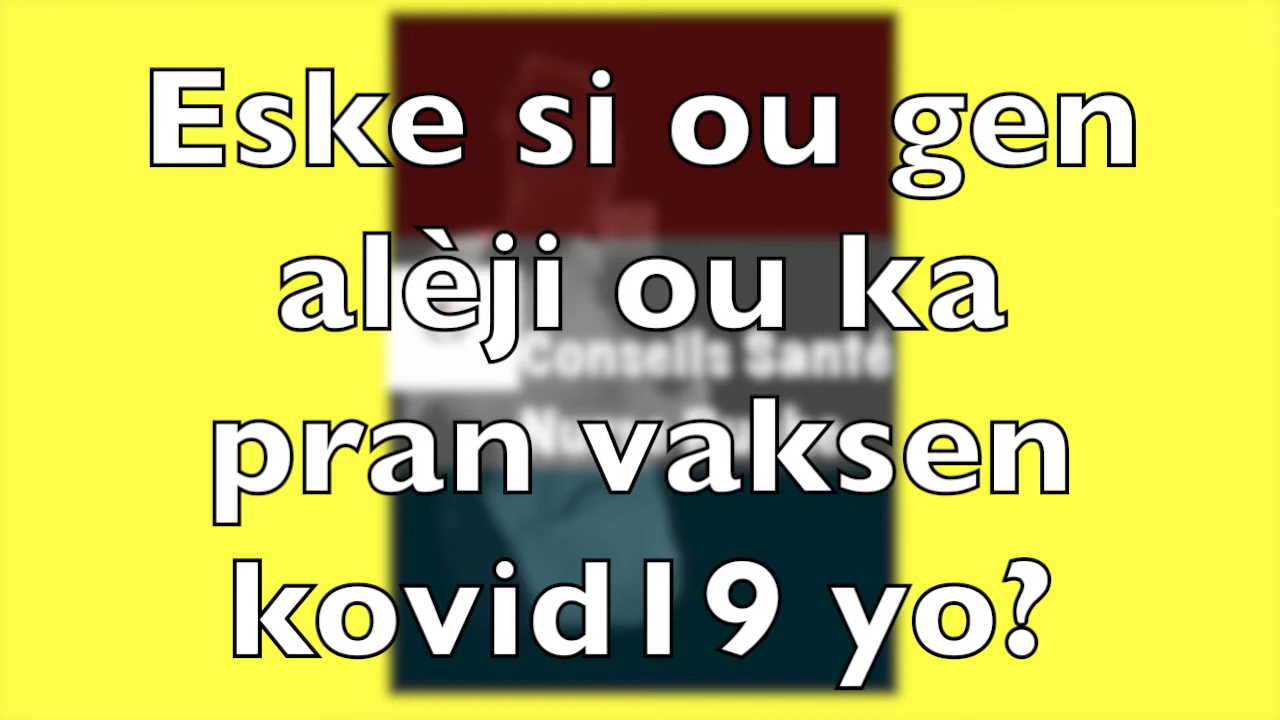 Eske si ou gen
alèji ou ka
pran vaksen
kovid19 yo?
Conseils Santé